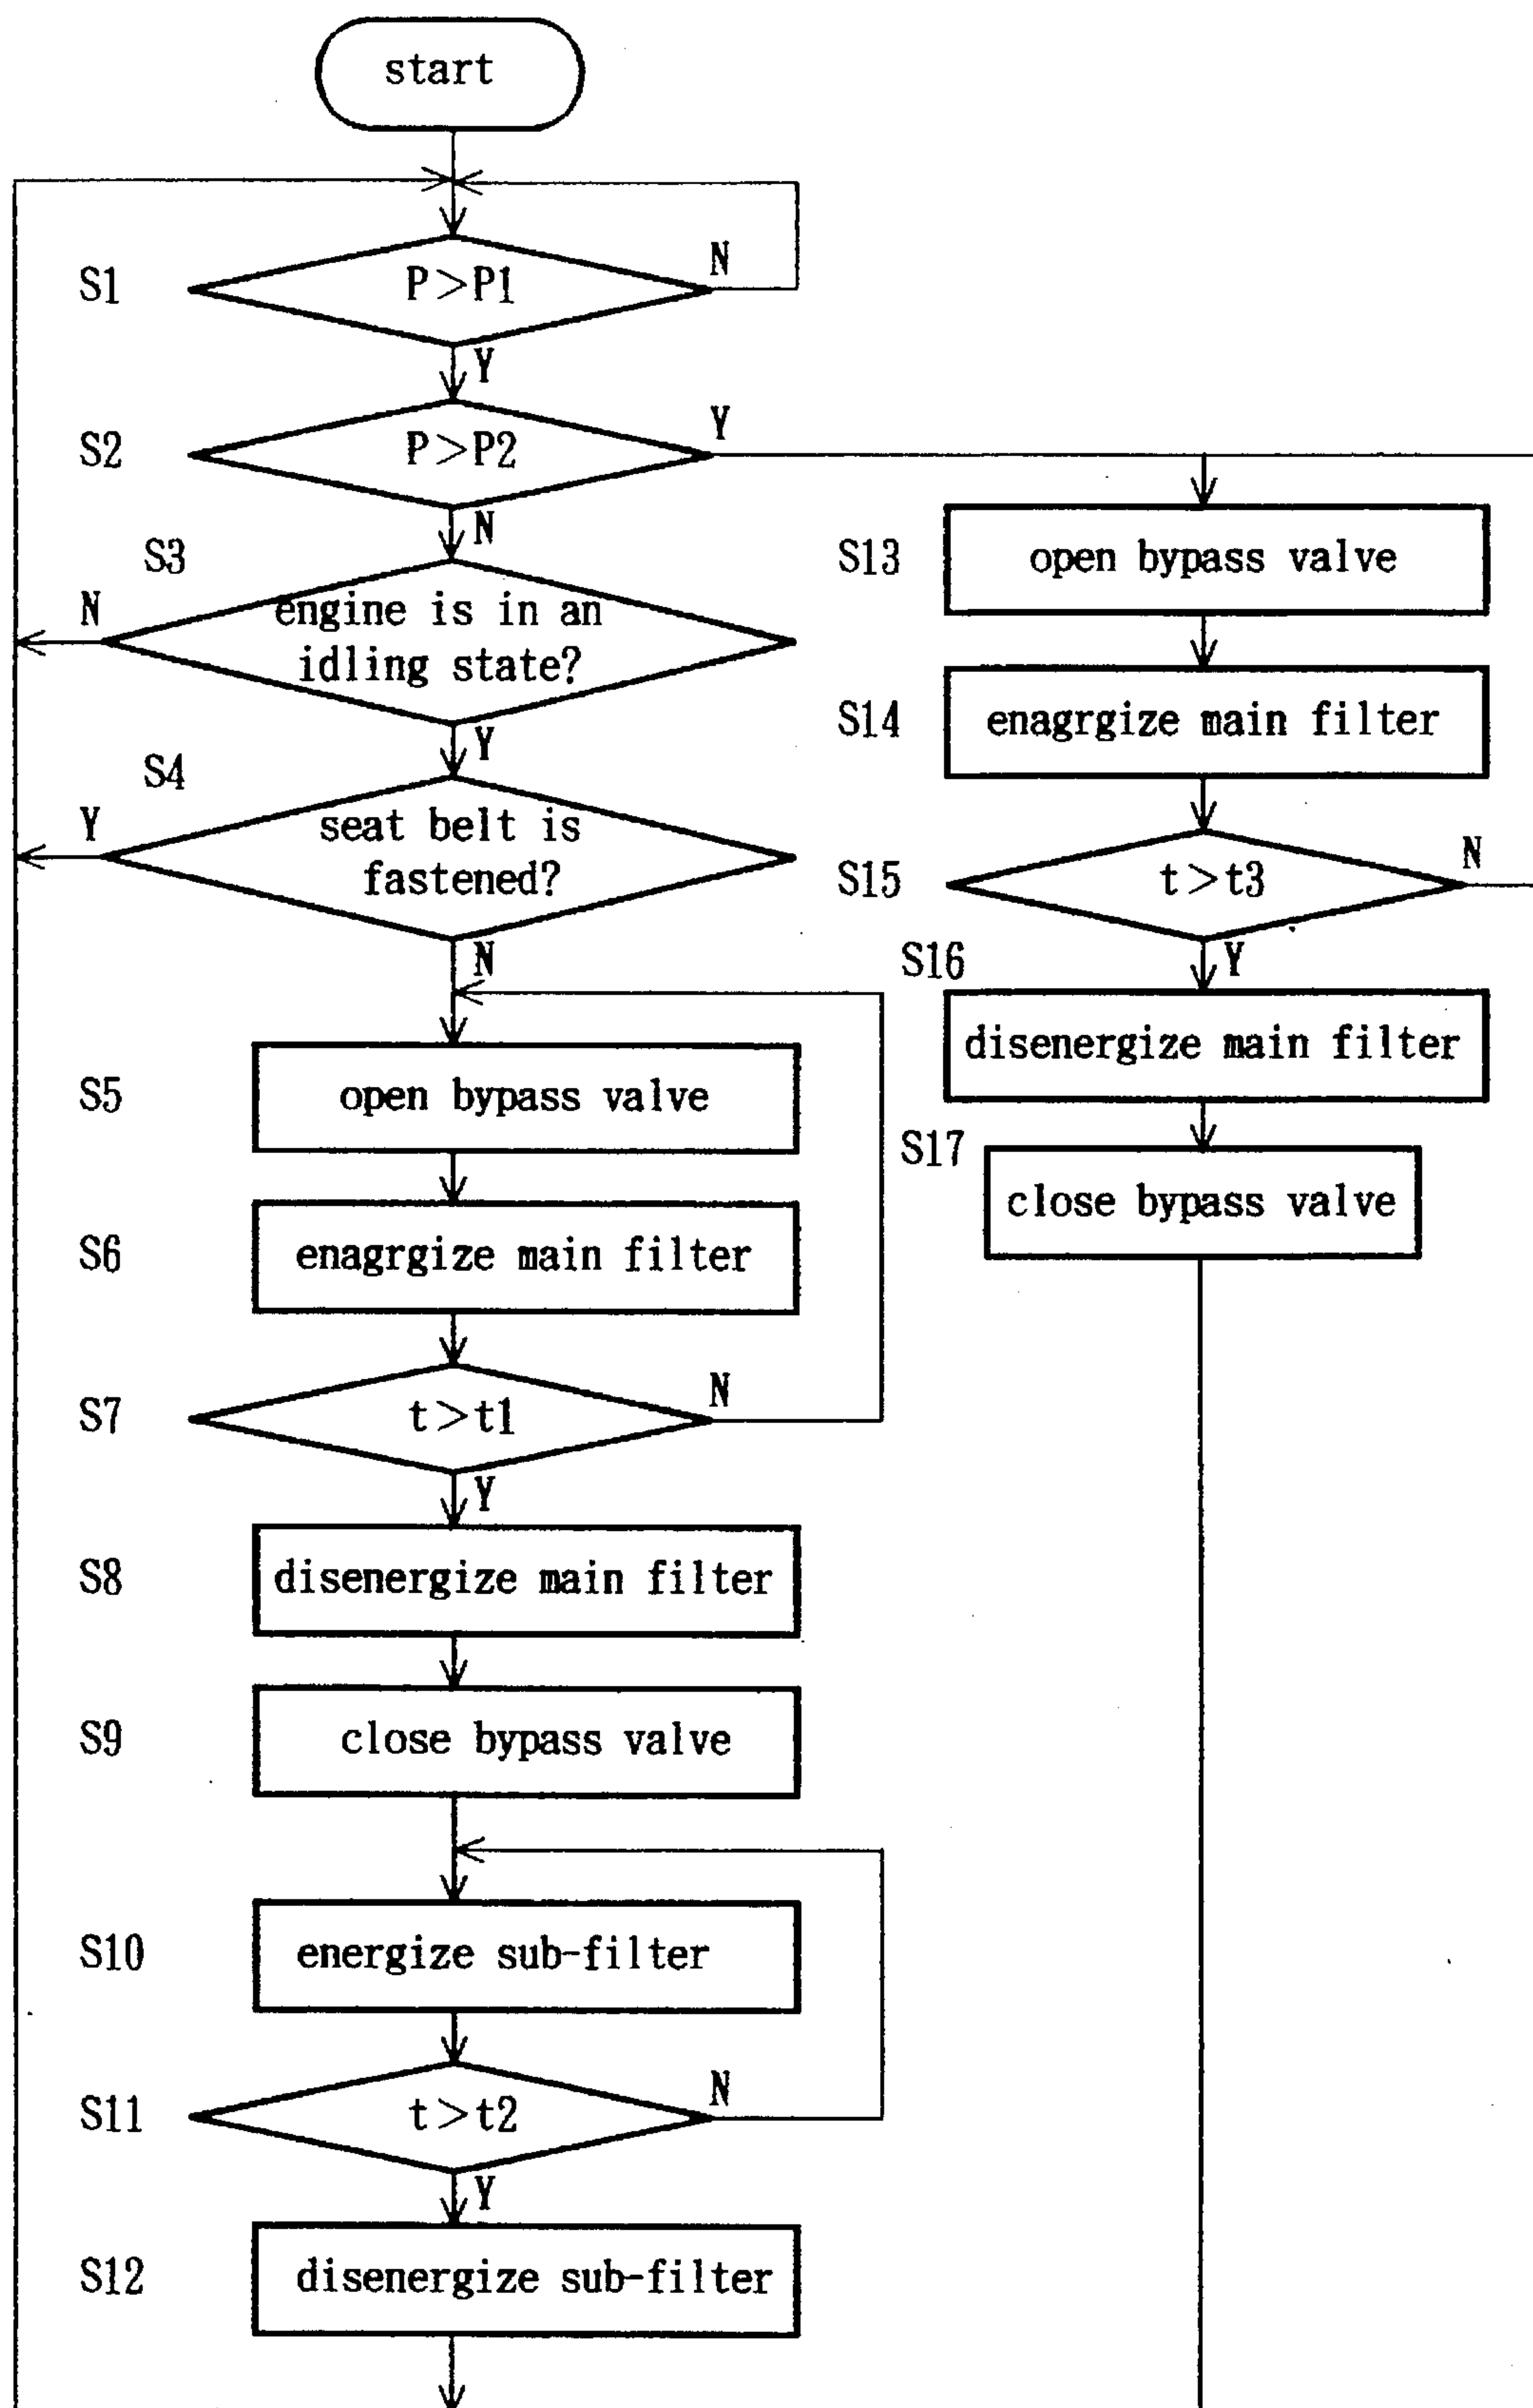 start
S1
P>P1
N
Y
S2
P>P2
Y
N
S3
engine is in an
idling state?
N
Y
S4
seat belt is
fastened?
Y
N
S5
open bypass valve
S6
enagrgize main filter
S7
t>t1
N
Y
S8
disenergize main filter
S9
close bypass valve
S10
energize sub-filter
S11
t>t2
N
Y
S12
disenergize sub-filter
S13
open bypass valve
S14
enagrgize main filter
S15
t>t3
N
Y
S16
disenergize main filter
S17
close bypass valve